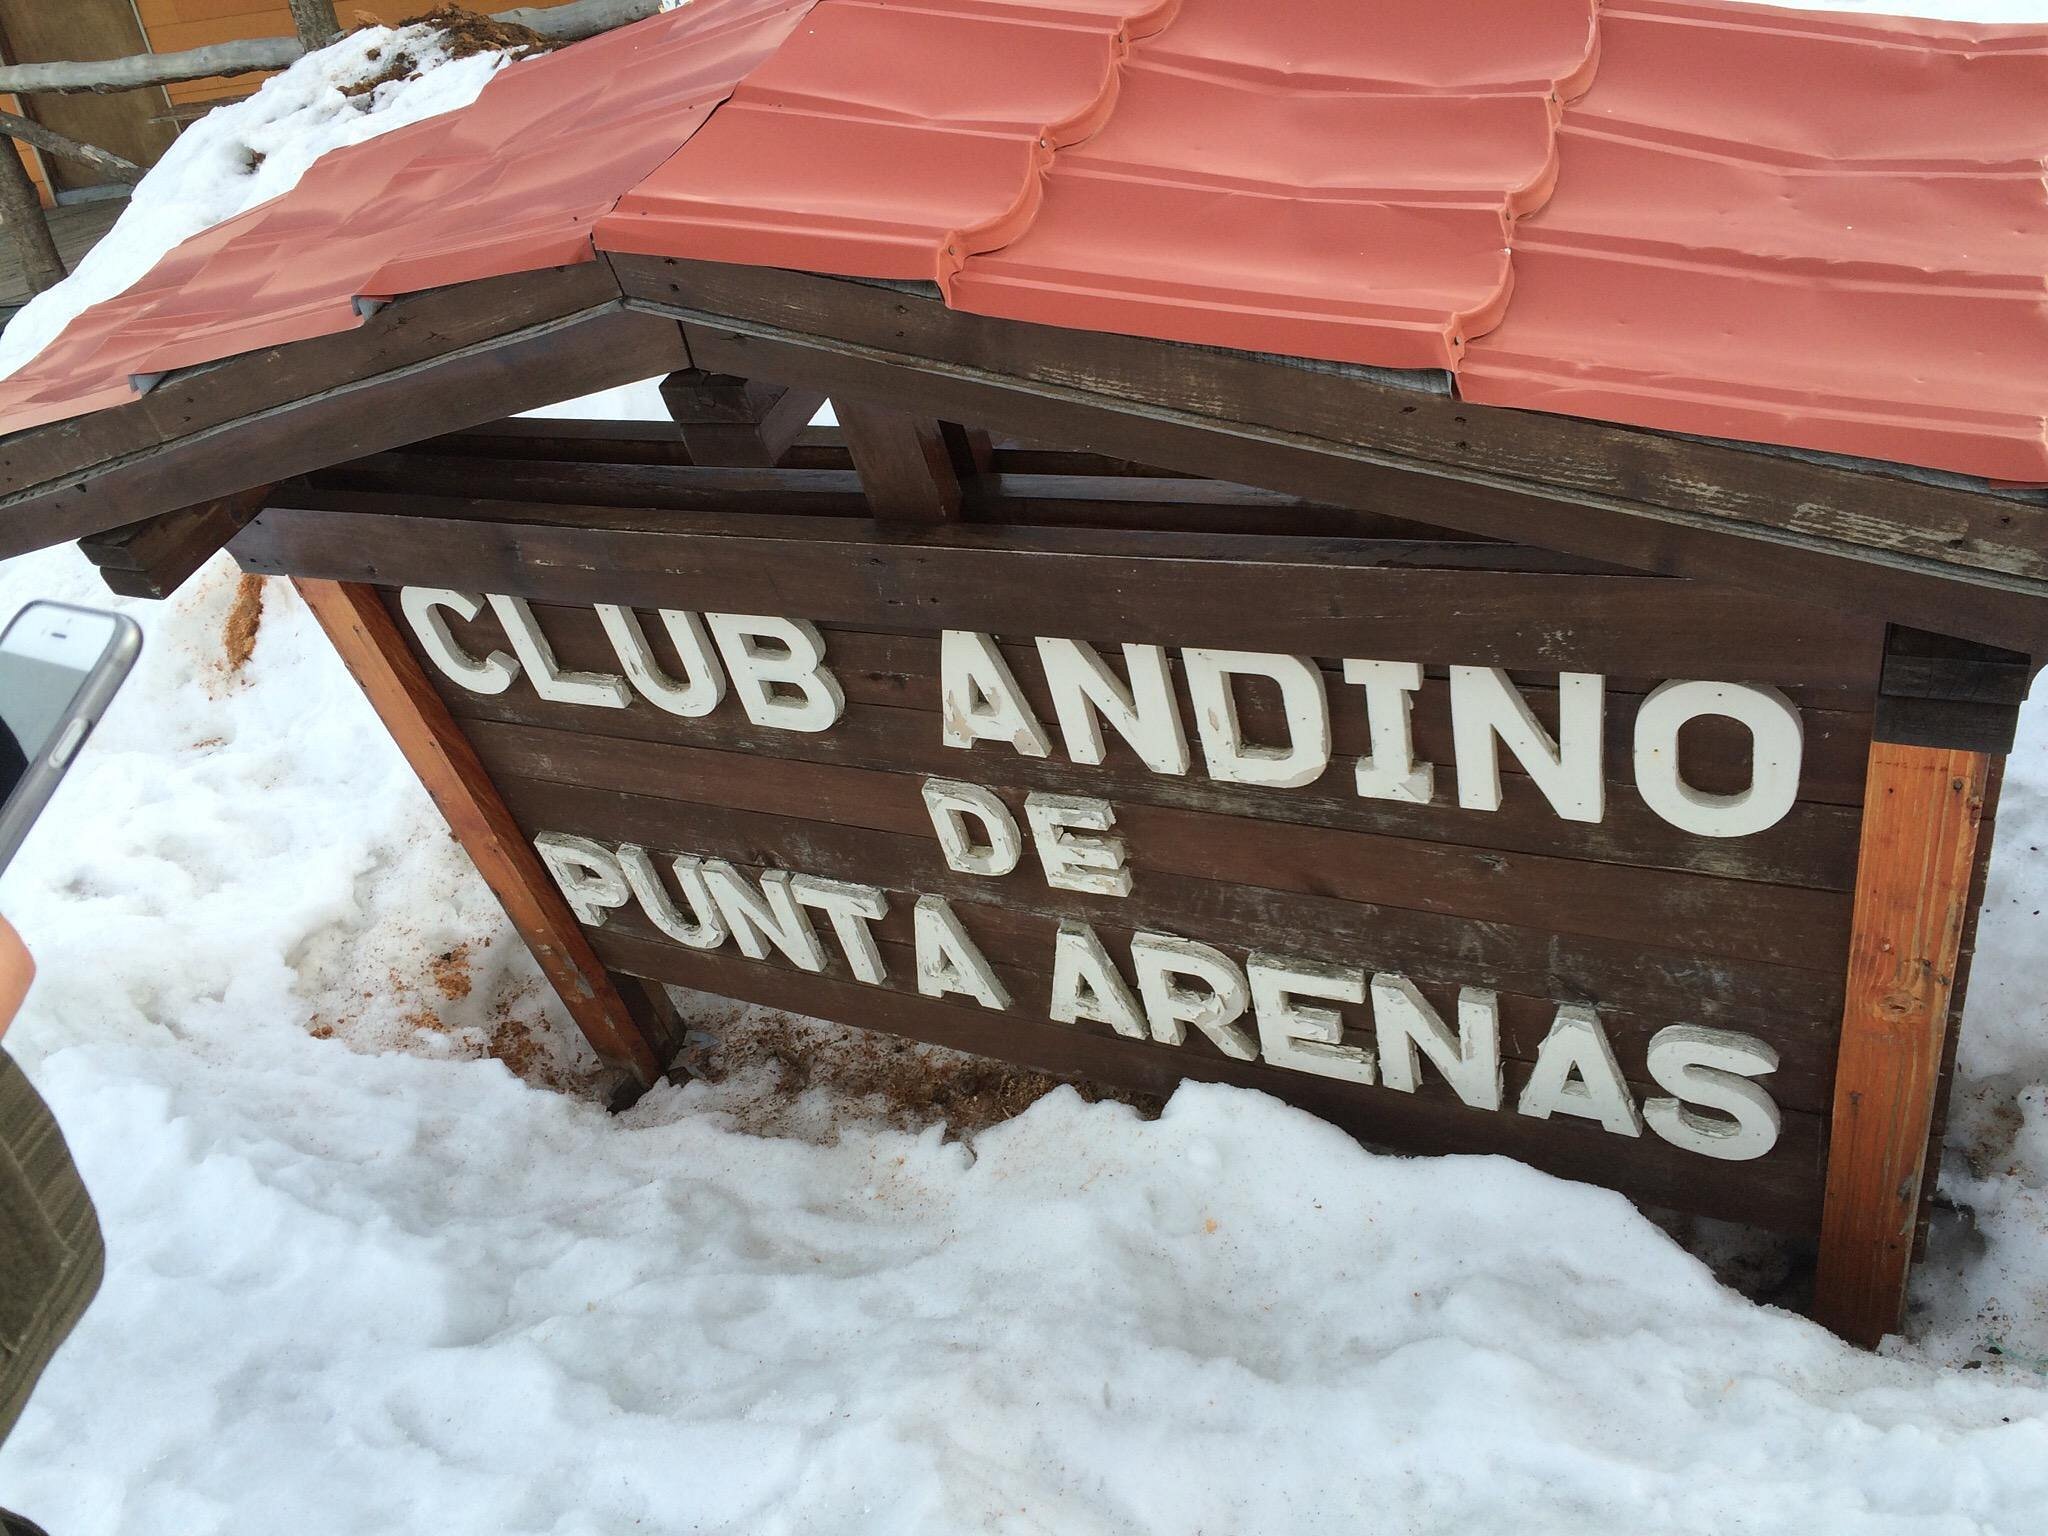 CLUB ANDINO
DE
PUNTA ARENAS